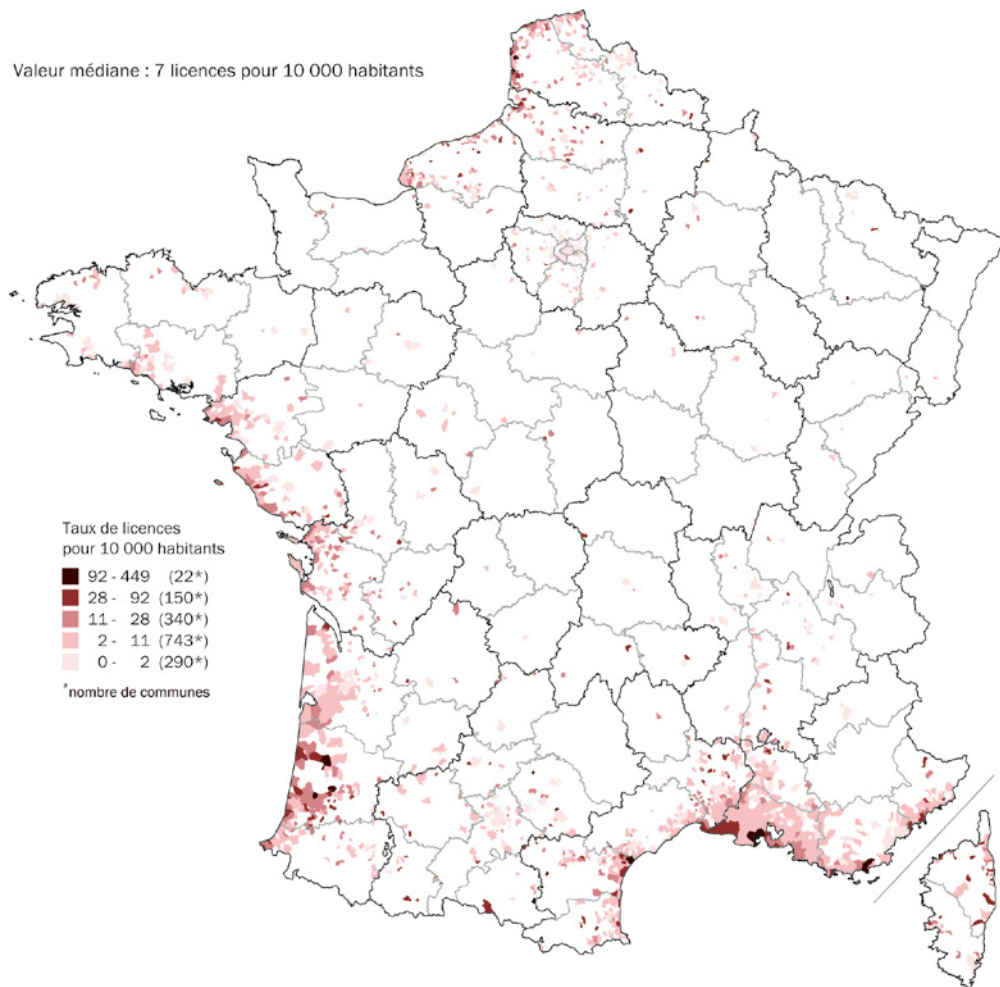 Valeur médiane : 7 licences pour 10 000 habitants
Taux de licences
pour 10 000 habitants
92 - 449 (22*)
28 - 92 (150*)
11 - 28 (340*)
2 - 11 (743*)
0 - 2 (290*)
*nombre de communes